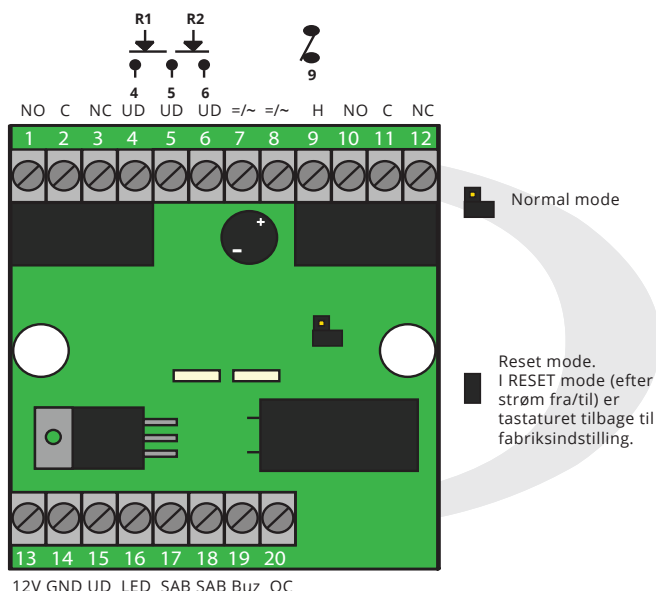 R1 R2
4 5 6 9
NO C NC UD UD UD =/~ =/~ H NO C NC
1 2 3 4 5 6 7 8 9 10 11 12
+
-
Normal mode
Reset mode.
I RESET mode (efter
strøm fra/til) er
tastaturet tilbage til
fabriksindstilling.
13 14 15 16 17 18 19 20
12V GND UD LED SAB SAB Buz OC